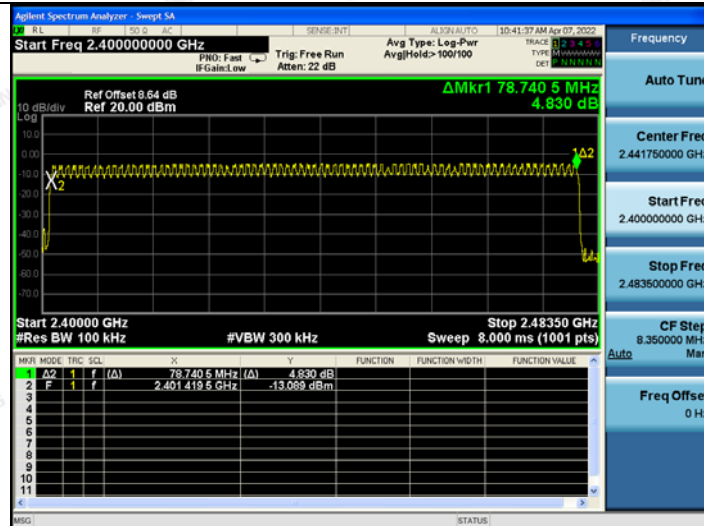 Agilent Spectrum Analyzer - Swept SA
RL RF 50 Ω AC SENSE:INT ALIGNAUTO 10:41:37 AM Apr 07, 2022
Start Freq 2.400000000 GHz
PNO: Fast
IFGain:Low
Trig: Free Run
Atten: 22 dB
Avg Type: Log-Pwr
Avg|Hold:>100/100
TRACE 1 2 3 4 5 6
TYPE M W W W W W
DET P N N N N N
Ref Offset 8.64 dB
10 dB/div Ref 20.00 dBm
Log
ΔMkr1 78.740 5 MHz
4.830 dB
10.0
0.00
-10.0
-20.0
-30.0
-40.0
-50.0
-60.0
-70.0
1Δ2
2
Start 2.40000 GHz Stop 2.48350 GHz
#Res BW 100 kHz #VBW 300 kHz Sweep 8.000 ms (1001 pts)
MKR MODE TRC SCL X Y FUNCTION FUNCTION WIDTH FUNCTION VALUE
1 Δ2 1 f (Δ) 78.740 5 MHz (Δ) 4.830 dB
2 F 1 f 2.401 419 5 GHz -13.089 dBm
3
4
5
6
7
8
9
10
11
MSG STATUS
Frequency
Auto Tune
Center Freq
2.441750000 GHz
Start Freq
2.400000000 GHz
Stop Freq
2.483500000 GHz
CF Step
8.350000 MHz
Auto Man
Freq Offset
0 Hz